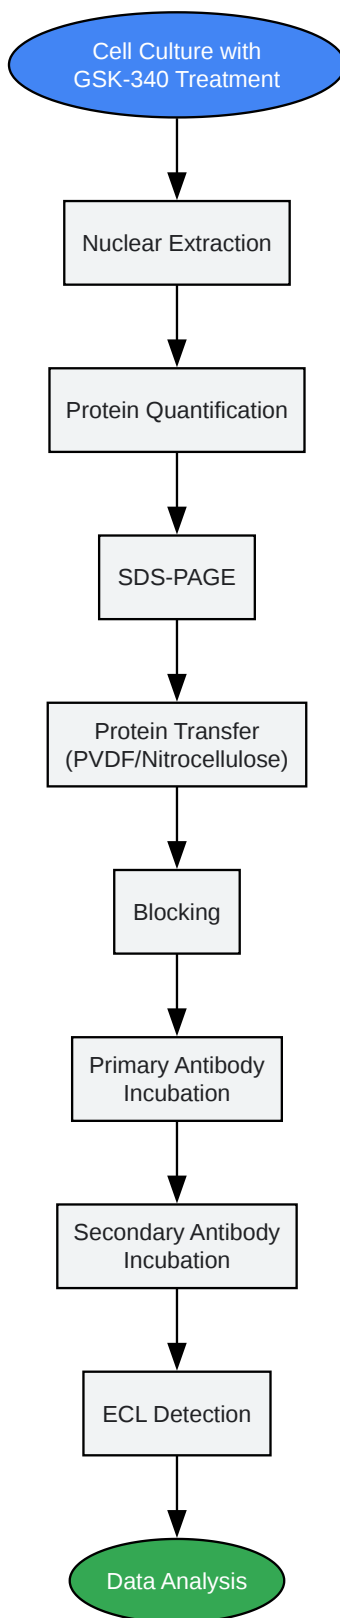 Cell Culture with
GSK-340 Treatment
Nuclear Extraction
Protein Quantification
SDS-PAGE
Protein Transfer
(PVDF/Nitrocellulose)
Blocking
Primary Antibody
Incubation
Secondary Antibody
Incubation
ECL Detection
Data Analysis